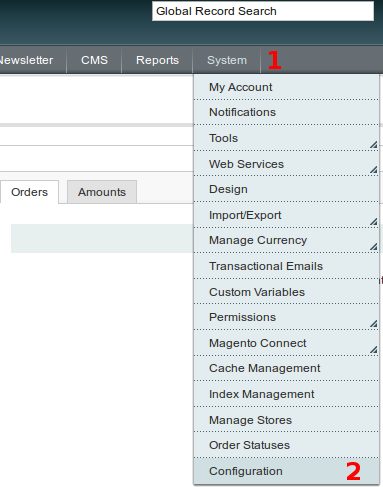 Global Record Search
Newsletter CMS Reports System 1
My Account
Notifications
Tools
Web Services
Orders Amounts
Design
Import/Export
Manage Currency
Transactional Emails
Custom Variables
Permissions
Magento Connect
Cache Management
Index Management
Manage Stores
Order Statuses
Configuration 2